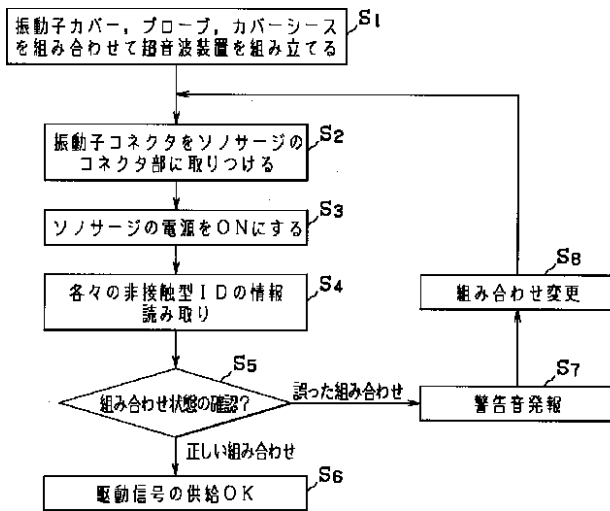 振動子カバー，プローブ，カバーシース
を組み合わせて超音波装置を組み立てる
S1
振動子コネクタをソノサージの
コネクタ部に取りつける
S2
ソノサージの電源をONにする
S3
各々の非接触型IDの情報
読み取り
S4
組み合わせ状態の確認?
S5
誤った組み合わせ
正しい組み合わせ
駆動信号の供給OK
S6
警告音発報
S7
組み合わせ変更
S8